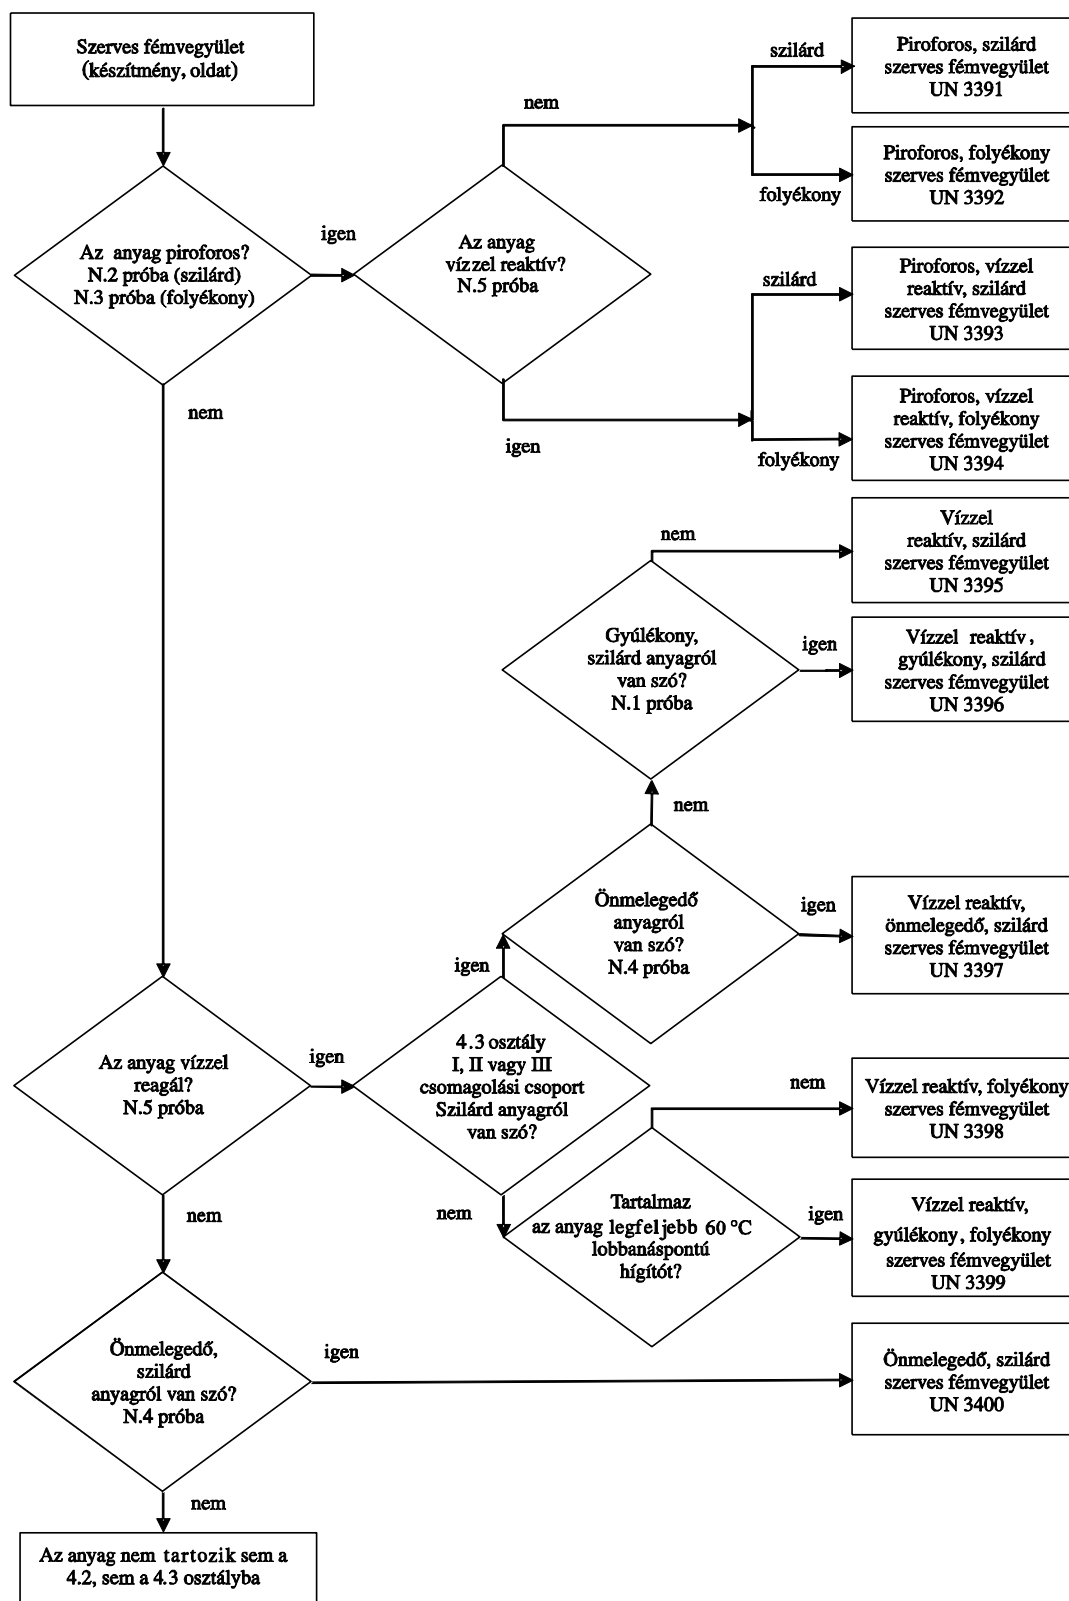 Szerves fémvegyület
(készítmény, oldat)
szilárd
Piroforos, szilárd
szerves fémvegyület
UN 3391
nem
Piroforos, folyékony
szerves fémvegyület
UN 3392
folyékony
Az anyag piroforos?
N.2 próba (szilárd)
N.3 próba (folyékony)
igen
Az anyag
vízzel reaktív?
N.5 próba
szilárd
Piroforos, vízzel
reaktív, szilárd
szerves fémvegyület
UN 3393
nem
igen
Piroforos, vízzel
reaktív, folyékony
szerves fémvegyület
UN 3394
folyékony
nem
Vízzel
reaktív, szilárd
szerves fémvegyület
UN 3395
Gyúlékony,
szilárd anyagról
van szó?
N.1 próba
igen
Vízzel reaktív,
gyúlékony, szilárd
szerves fémvegyület
UN 3396
nem
Önmelegedő
anyagról
van szó?
N.4 próba
igen
Vízzel reaktív,
önmelegedő, szilárd
szerves fémvegyület
UN 3397
igen
Az anyag vízzel
reagál?
N.5 próba
igen
4.3 osztály
I, II vagy III
csomagolási csoport
Szilárd anyagról
van szó?
nem
Vízzel reaktív, folyékony
szerves fémvegyület
UN 3398
nem
nem
Tartalmaz
az anyag legfeljebb 60 °C
lobbanáspontú
hígítót?
igen
Vízzel reaktív,
gyúlékony, folyékony
szerves fémvegyület
UN 3399
Önmelegedő,
szilárd
anyagról van szó?
N.4 próba
igen
Önmelegedő, szilárd
szerves fémvegyület
UN 3400
nem
Az anyag nem tartozik sem a
4.2, sem a 4.3 osztályba